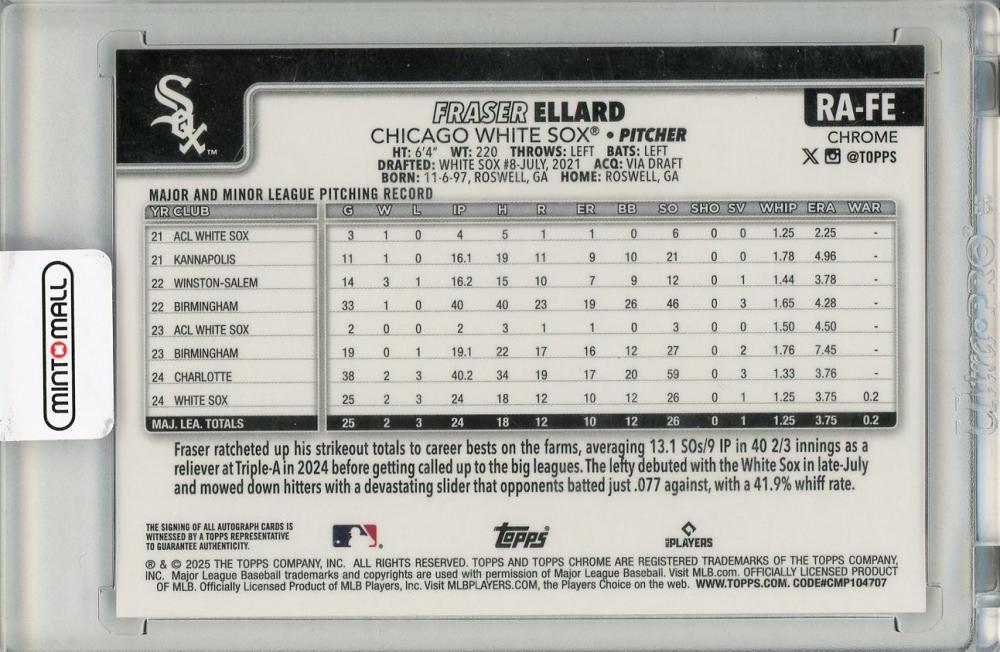 Sox ™
FRASER ELLARD
RA-FE
CHICAGO WHITE SOX® • PITCHER
CHROME
HT: 6'4" WT: 220 THROWS: LEFT BATS: LEFT
@TOPPS
DRAFTED: WHITE SOX #8-JULY, 2021 ACQ: VIA DRAFT
BORN: 11-6-97, ROSWELL, GA HOME: ROSWELL, GA
MAJOR AND MINOR LEAGUE PITCHING RECORD
YR CLUB G W L IP H R ER BB SO SHO SV WHIP ERA WAR
21 ACL WHITE SOX 3 1 0 4 5 1 1 0 6 0 0 1.25 2.25 -
21 KANNAPOLIS 11 1 0 16.1 19 11 9 10 21 0 0 1.78 4.96 -
22 WINSTON-SALEM 14 3 1 16.2 15 10 7 9 12 0 1 1.44 3.78 -
22 BIRMINGHAM 33 1 0 40 40 23 19 26 46 0 3 1.65 4.28 -
23 ACL WHITE SOX 2 0 0 2 3 1 1 0 3 0 0 1.50 4.50 -
23 BIRMINGHAM 19 0 1 19.1 22 17 16 12 27 0 2 1.76 7.45 -
24 CHARLOTTE 38 2 3 40.2 34 19 17 20 59 0 3 1.33 3.76 -
24 WHITE SOX 25 2 3 24 18 12 10 12 26 0 1 1.25 3.75 0.2
MAJ. LEA. TOTALS 25 2 3 24 18 12 10 12 26 0 1 1.25 3.75 0.2
Fraser ratcheted up his strikeout totals to career bests on the farms, averaging 13.1 SOs/9 IP in 40 2/3 innings as a
reliever at Triple-A in 2024 before getting called up to the big leagues. The lefty debuted with the White Sox in late-July
and mowed down hitters with a devastating slider that opponents batted just .077 against, with a 41.9% whiff rate.
THE SIGNING OF ALL AUTOGRAPH CARDS IS
WITNESSED BY A TOPPS REPRESENTATIVE
TO GUARANTEE AUTHENTICITY.
topps
MLB PLAYERS
® & © 2025 THE TOPPS COMPANY, INC. ALL RIGHTS RESERVED. TOPPS AND TOPPS CHROME ARE REGISTERED TRADEMARKS OF THE TOPPS COMPANY,
INC. Major League Baseball trademarks and copyrights are used with permission of Major League Baseball. Visit MLB.com. OFFICIALLY LICENSED PRODUCT
OF MLB. Officially Licensed Product of MLB Players, Inc. Visit MLBPLAYERS.COM, the Players Choice on the web. WWW.TOPPS.COM. CODE#CMP104707
MINTOMALL